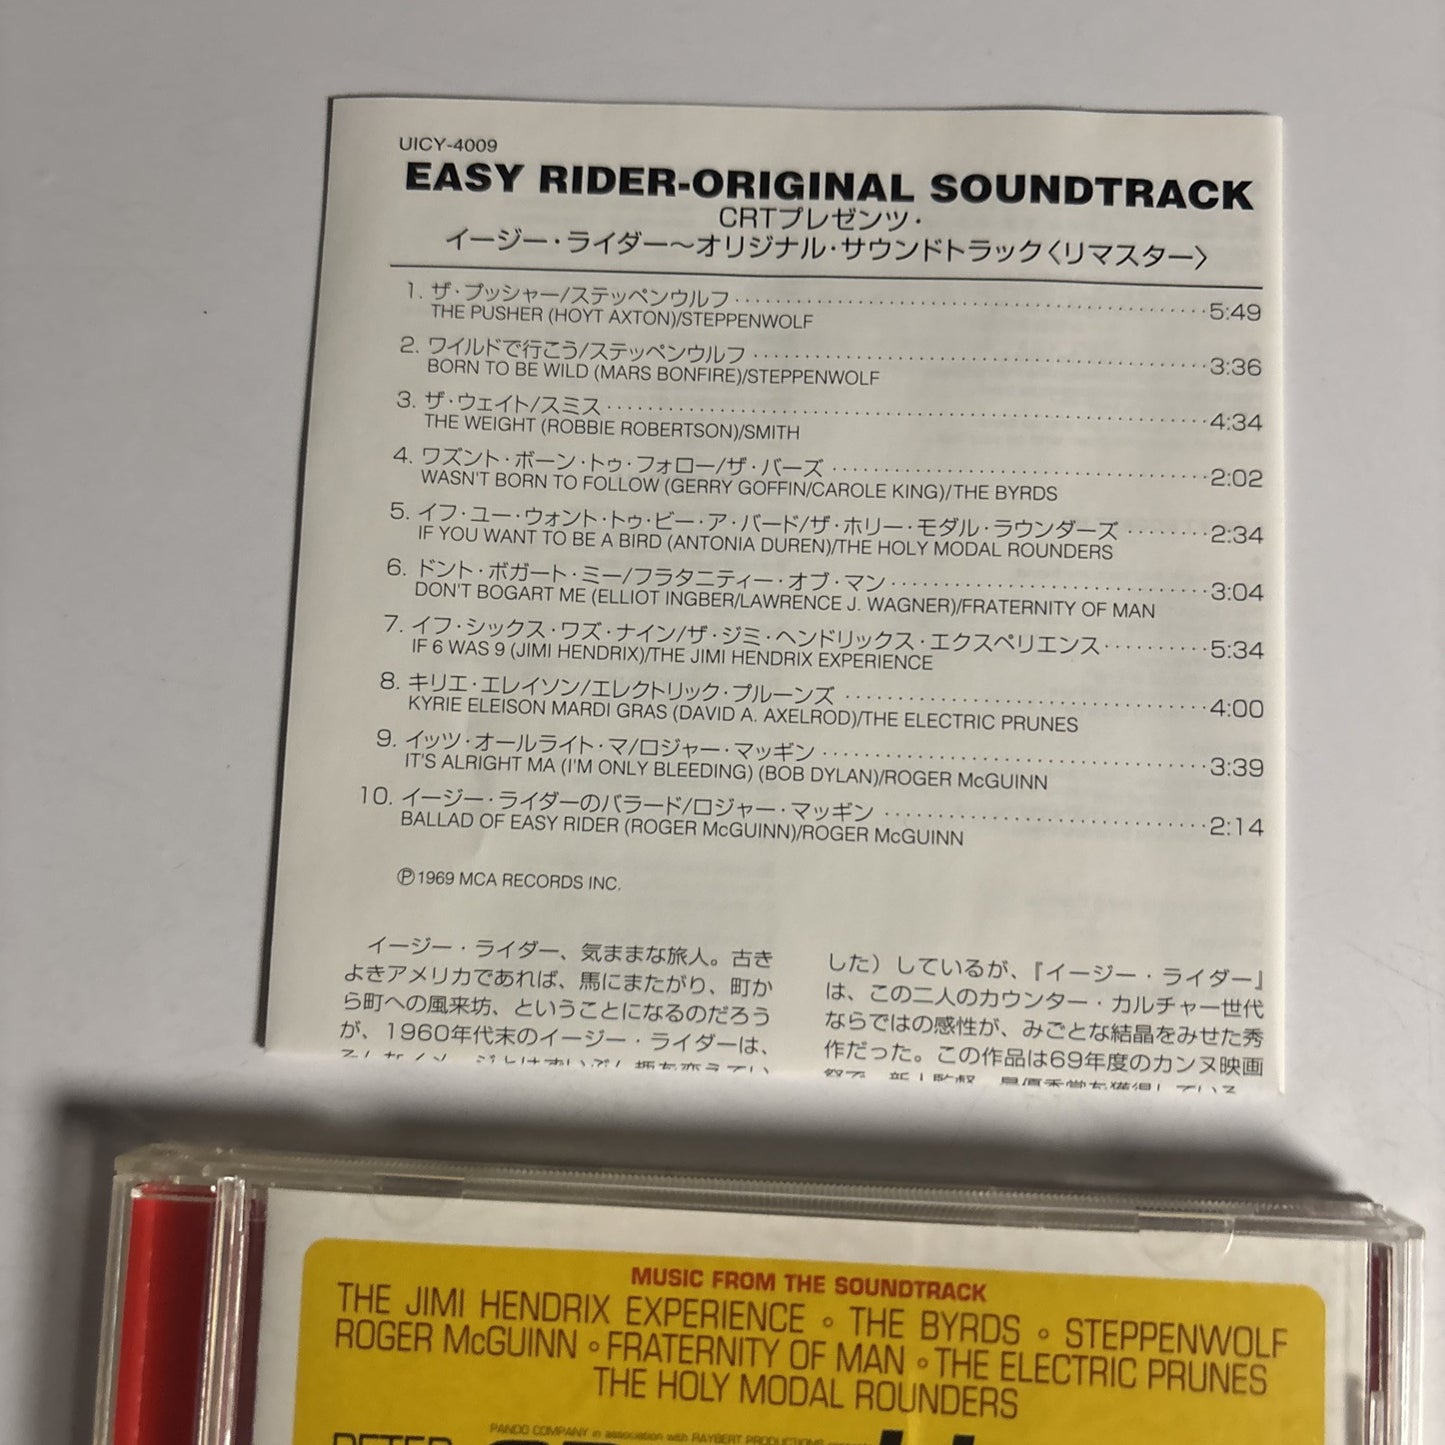 UICY-4009
EASY RIDER-ORIGINAL SOUNDTRACK
CRTプレゼンツ・
イージー・ライダー〜オリジナル・サウンドトラック〈リマスター〉
1. ザ・プッシャー/ステッペンウルフ 5:49
THE PUSHER (HOYT AXTON)/STEPPENWOLF
2. ワイルドで行こう/ステッペンウルフ 3:36
BORN TO BE WILD (MARS BONFIRE)/STEPPENWOLF
3. ザ・ウェイト/スミス 4:34
THE WEIGHT (ROBBIE ROBERTSON)/SMITH
4. ワズント・ボーン・トゥ・フォロー/ザ・バーズ 2:02
WASN'T BORN TO FOLLOW (GERRY GOFFIN/CAROLE KING)/THE BYRDS
5. イフ・ユー・ウォント・トゥ・ビー・ア・バード/ザ・ホリー・モダル・ラウンダーズ 2:34
IF YOU WANT TO BE A BIRD (ANTONIA DUREN)/THE HOLY MODAL ROUNDERS
6. ドント・ボガート・ミー/フラタニティー・オブ・マン 3:04
DON'T BOGART ME (ELLIOT INGBER/LAWRENCE J. WAGNER)/FRATERNITY OF MAN
7. イフ・シックス・ワズ・ナイン/ザ・ジミ・ヘンドリックス・エクスペリエンス 5:34
IF 6 WAS 9 (JIMI HENDRIX)/THE JIMI HENDRIX EXPERIENCE
8. キリエ・エレイソン/エレクトリック・プルーンズ 4:00
KYRIE ELEISON MARDI GRAS (DAVID A. AXELROD)/THE ELECTRIC PRUNES
9. イッツ・オールライト・マ/ロジャー・マッギン 3:39
IT'S ALRIGHT MA (I'M ONLY BLEEDING) (BOB DYLAN)/ROGER McGUINN
10. イージー・ライダーのバラード/ロジャー・マッギン 2:14
BALLAD OF EASY RIDER (ROGER McGUINN)/ROGER McGUINN
Ⓟ1969 MCA RECORDS INC.
イージー・ライダー、気ままな旅人。古き
よきアメリカであれば、馬にまたがり、町か
ら町への風来坊、ということになるのだろう
が、1960年代末のイージー・ライダーは、
した）しているが、『イージー・ライダー』
は、この二人のカウンター・カルチャー世代
ならではの感性が、みごとな結晶をみせた秀
作だった。この作品は69年度のカンヌ映画
MUSIC FROM THE SOUNDTRACK
THE JIMI HENDRIX EXPERIENCE ◦ THE BYRDS ◦ STEPPENWOLF
ROGER McGUINN ◦ FRATERNITY OF MAN ◦ THE ELECTRIC PRUNES
THE HOLY MODAL ROUNDERS
PANDO COMPANY in association with RAYBERT PRODUCTIONS
PETER